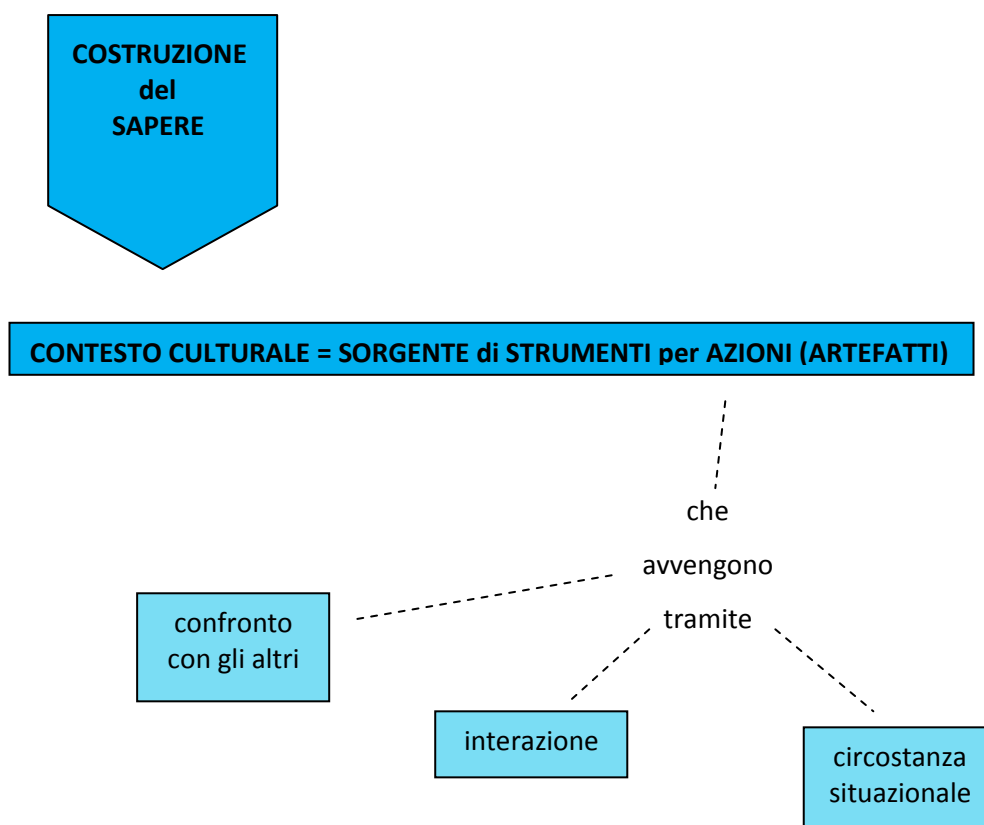 COSTRUZIONE
del
SAPERE
CONTESTO CULTURALE = SORGENTE di STRUMENTI per AZIONI (ARTEFATTI)
che
avvengono
tramite
confronto
con gli altri
interazione
circostanza
situazionale